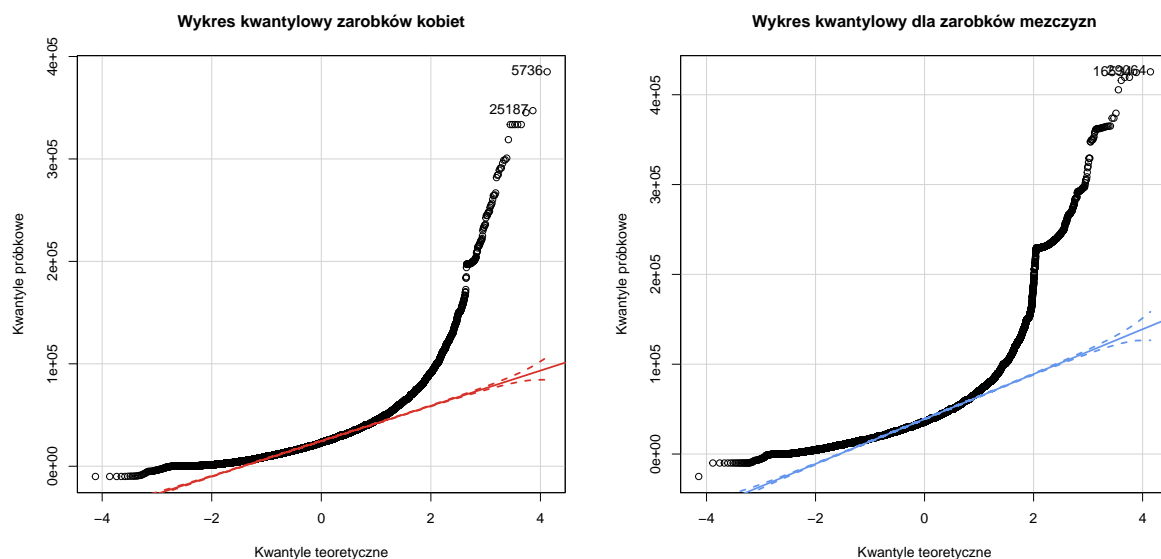 Wykres kwantylowy zarobków kobiet
4e+05
3e+05
2e+05
1e+05
0e+00
Kwantyle próbkowe
5736
25187
−4
−2
0
2
4
Kwantyle teoretyczne
Wykres kwantylowy dla zarobków mezczyzn
4e+05
3e+05
2e+05
1e+05
0e+00
Kwantyle próbkowe
−4
−2
0
2
4
Kwantyle teoretyczne